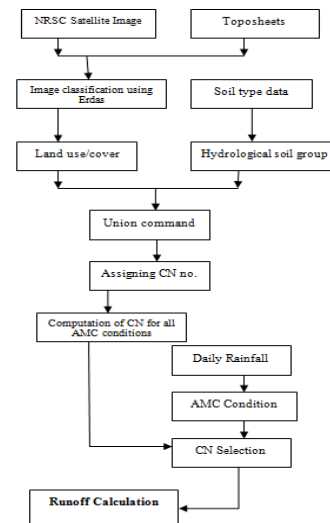 NRSC Satellite Image
Toposheets
Image classification using
Erdas
Soil type data
Land use/cover
Hydrological soil group
Union command
Assigning CN no.
Computation of CN for all
AMC conditions
Daily Rainfall
AMC Condition
CN Selection
Runoff Calculation